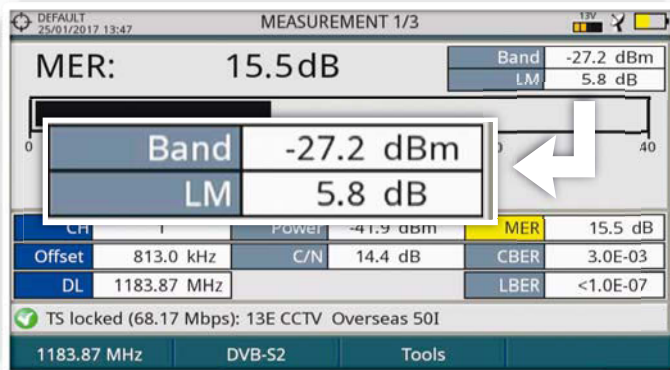 DEFAULT
25/01/2017 13:47
MEASUREMENT 1/3
13V
MER: 15.5 dB
Band -27.2 dBm
LM 5.8 dB
0 40
Band -27.2 dBm
LM 5.8 dB
CH 1 Power -41.9 dBm MER 15.5 dB
Offset 813.0 kHz C/N 14.4 dB CBER 3.0E-03
DL 1183.87 MHz LBER <1.0E-07
TS locked (68.17 Mbps): 13E CCTV Overseas 50I
1183.87 MHz DVB-S2 Tools